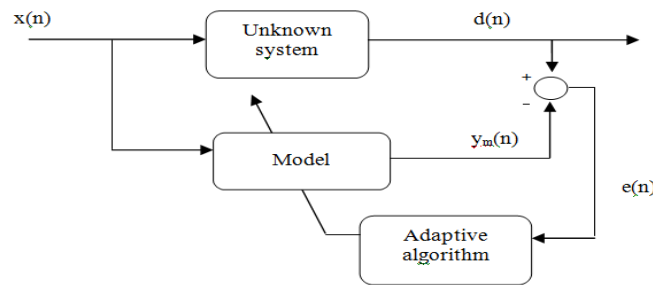 x(n)
Unknown
system
d(n)
+
-
Model
yₘ(n)
e(n)
Adaptive
algorithm